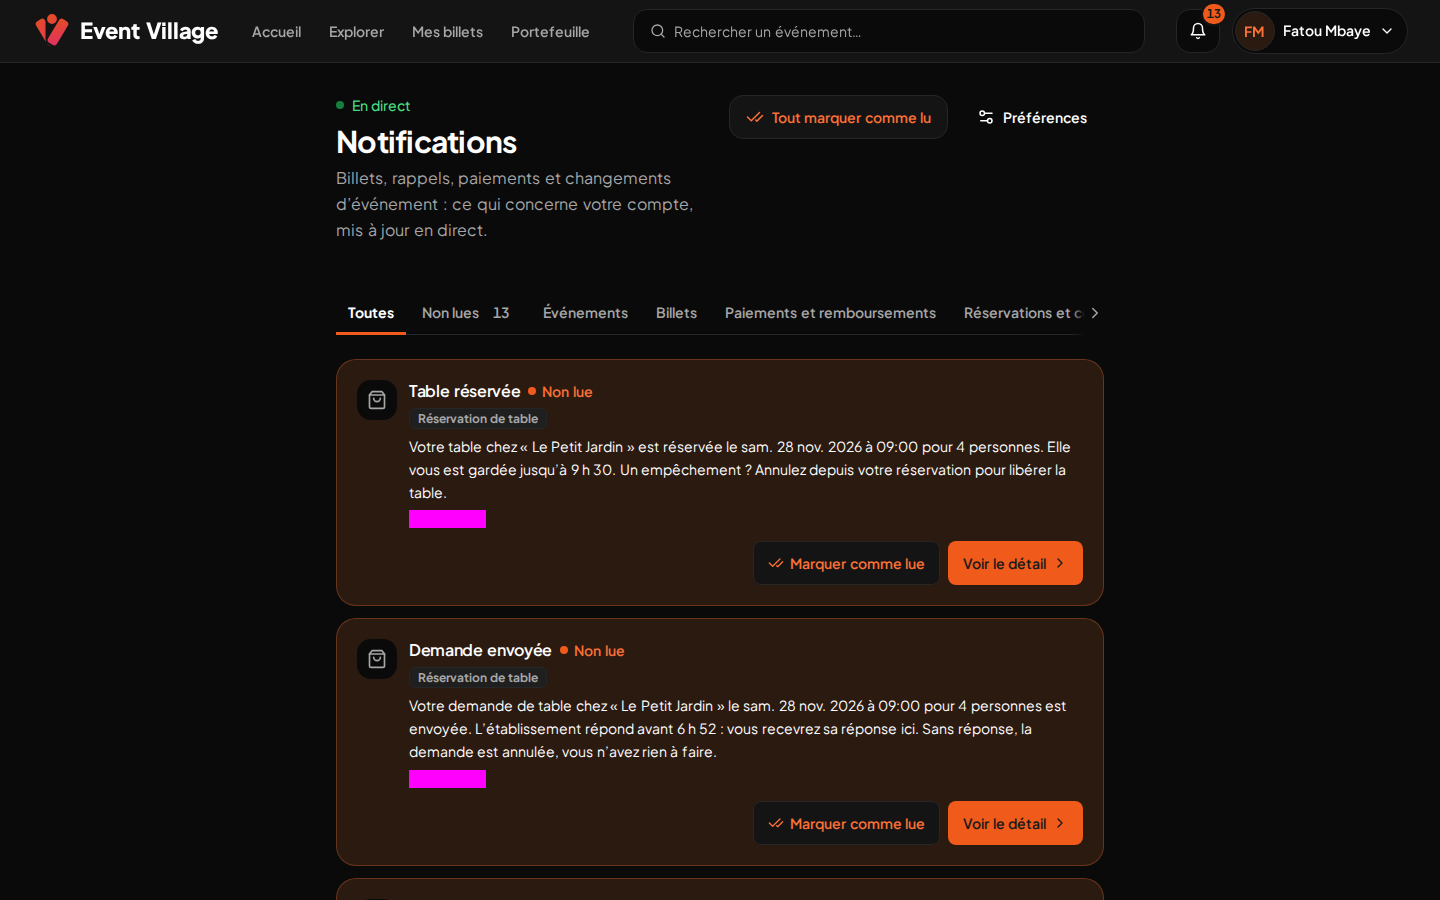 Event Village
Accueil
Explorer
Mes billets
Portefeuille
Rechercher un événement...
13
FM
Fatou Mbaye
En direct
Notifications
Billets, rappels, paiements et changements
d’événement : ce qui concerne votre compte,
mis à jour en direct.
Tout marquer comme lu
Préférences
Toutes
Non lues 13
Événements
Billets
Paiements et remboursements
Réservations et c
Table réservée
Non lue
Réservation de table
Votre table chez « Le Petit Jardin » est réservée le sam. 28 nov. 2026 à 09:00 pour 4 personnes. Elle
vous est gardée jusqu’à 9 h 30. Un empêchement ? Annulez depuis votre réservation pour libérer la
table.
Marquer comme lue
Voir le détail
Demande envoyée
Non lue
Réservation de table
Votre demande de table chez « Le Petit Jardin » le sam. 28 nov. 2026 à 09:00 pour 4 personnes est
envoyée. L’établissement répond avant 6 h 52 : vous recevrez sa réponse ici. Sans réponse, la
demande est annulée, vous n’avez rien à faire.
Marquer comme lue
Voir le détail